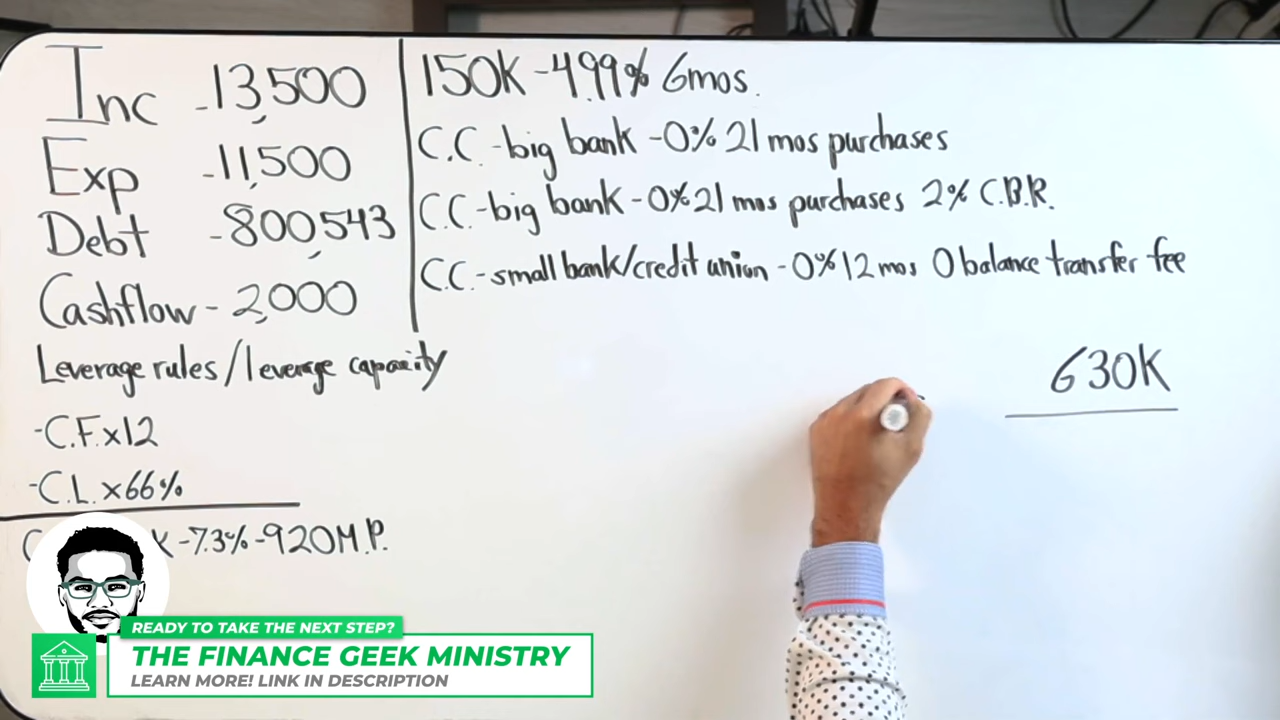 Inc - 13,500
Exp - 11,500
Debt - 800,543
Cashflow - 2,000
Leverage rules/leverage capacity
-C.F.x12
-C.L.x66%
K -7.3% -920M.P.
150K -4.99% 6mos.
C.C.-big bank -0% 21 mos purchases
C.C.-big bank -0% 21 mos purchases 2% C.B.R.
C.C.-small bank/credit union -0% 12 mos 0 balance transfer fee
630K
READY TO TAKE THE NEXT STEP?
THE FINANCE GEEK MINISTRY
LEARN MORE! LINK IN DESCRIPTION